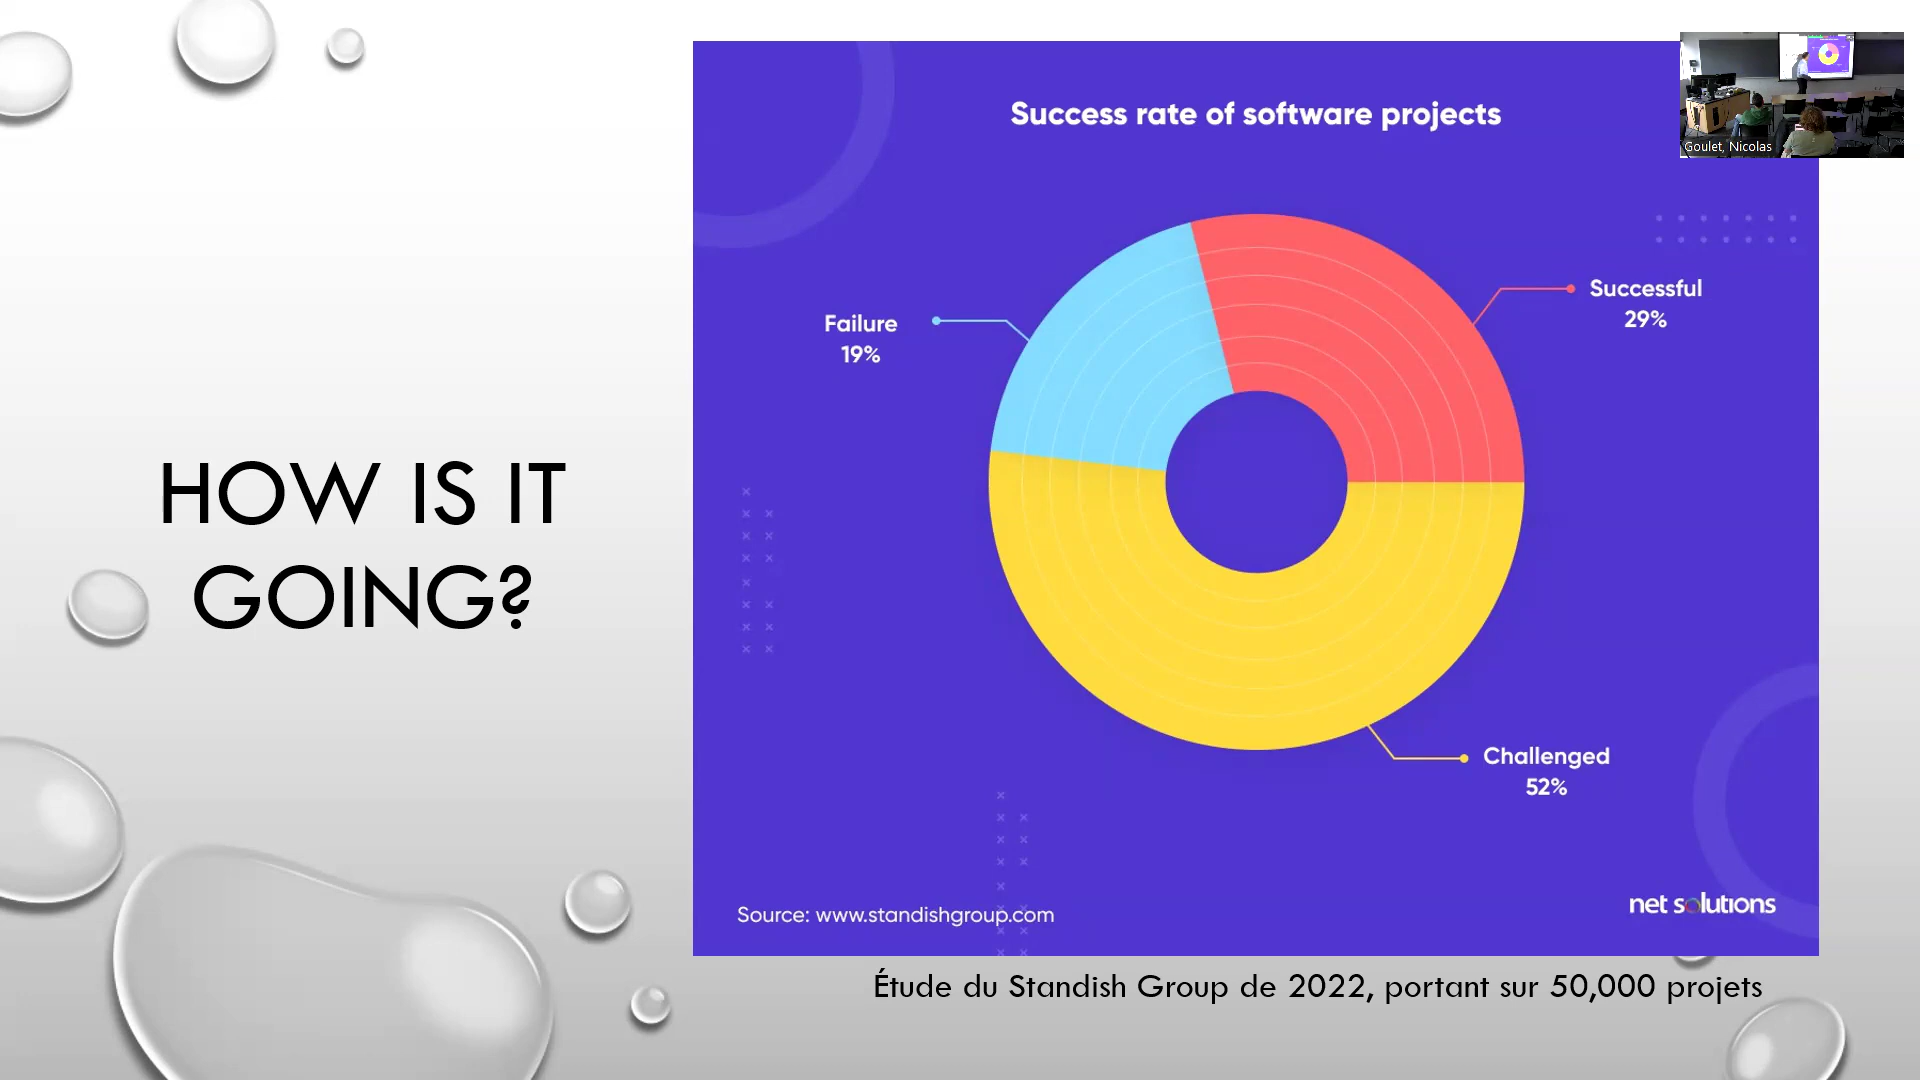 HOW IS IT
GOING?
Success rate of software projects
Failure
19%
Successful
29%
Challenged
52%
Source: www.standishgroup.com
net solutions
Étude du Standish Group de 2022, portant sur 50,000 projets
Goulet, Nicolas